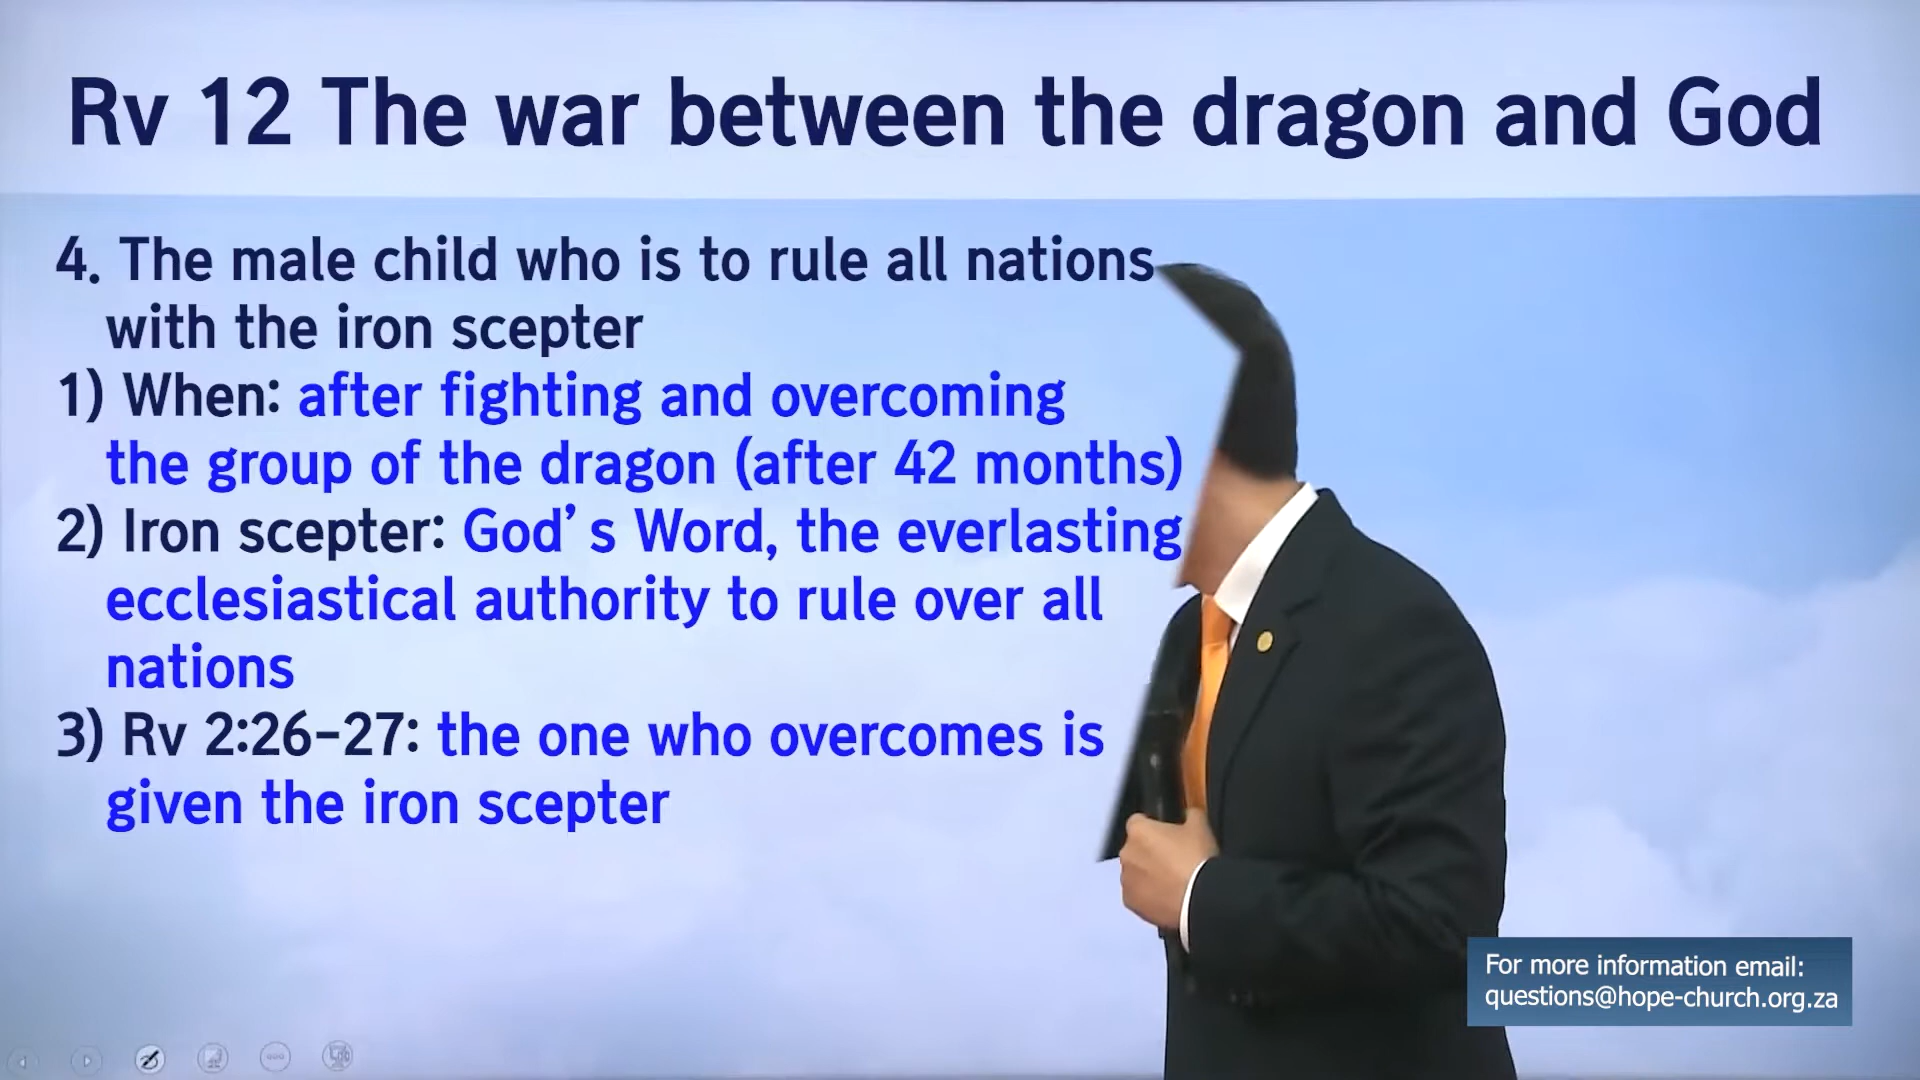 Rv 12 The war between the dragon and God
4. The male child who is to rule all nations
with the iron scepter
1) When: after fighting and overcoming
the group of the dragon (after 42 months)
2) Iron scepter: God's Word, the everlasting
ecclesiastical authority to rule over all
nations
3) Rv 2:26-27: the one who overcomes is
given the iron scepter
For more information email:
questions@hope-church.org.za